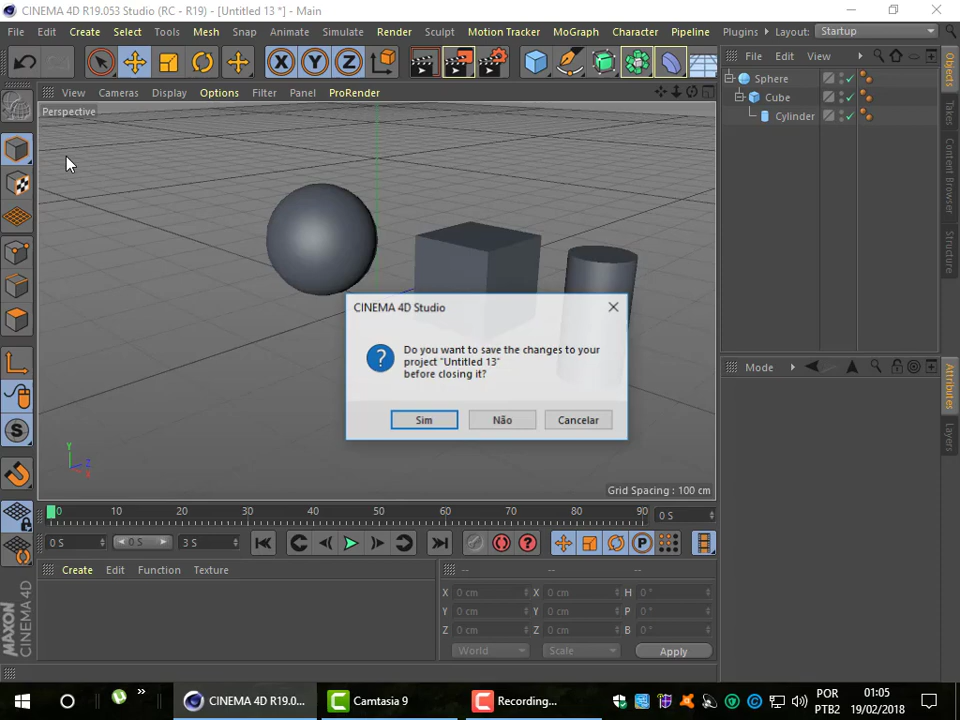 CINEMA 4D R19.053 Studio (RC - R19) - [Untitled 13 *] - Main
File Edit Create Select Tools Mesh Snap Animate Simulate Render Sculpt Motion Tracker MoGraph Character Pipeline Plugins Layout: Startup
X Y Z
File Edit View
View Cameras Display Options Filter Panel ProRender
Perspective
Sphere
Cube
Cylinder
Objects
Takes
Content Browser
Structure
CINEMA 4D Studio
Do you want to save the changes to your
project "Untitled 13"
before closing it?
Sim Não Cancelar
Mode Edit View
Attributes
Layers
Y
Z
X
Grid Spacing : 100 cm
0 10 20 30 40 50 60 70 80 90 0 S
0 S 0 S 3 S
P
S
Create Edit Function Texture
-- -- --
X 0 cm X 0 cm H 0 °
Y 0 cm Y 0 cm P 0 °
Z 0 cm Z 0 cm B 0 °
World Scale Apply
MAXON CINEMA 4D
CINEMA 4D R19.0... Camtasia 9 Recording...
POR
PTB2
01:05
19/02/2018